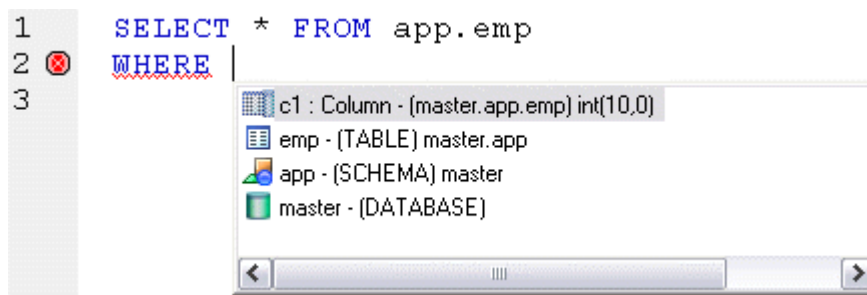 1 SELECT * FROM app.emp
2 WHERE
3
c1 : Column - (master.app.emp) int(10,0)
emp - (TABLE) master.app
app - (SCHEMA) master
master - (DATABASE)